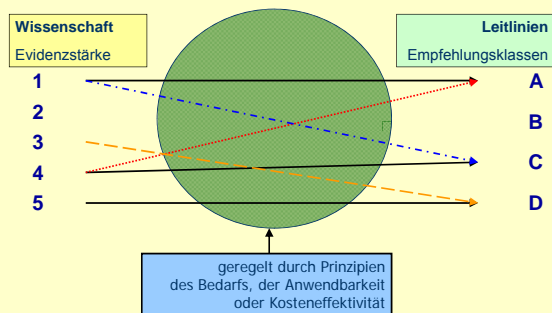 Wissenschaft
Evidenzstärke
Leitlinien
Empfehlungsklassen
1
A
2
B
3
4
C
5
D
geregelt durch Prinzipien
des Bedarfs, der Anwendbarkeit
oder Kosteneffektivität